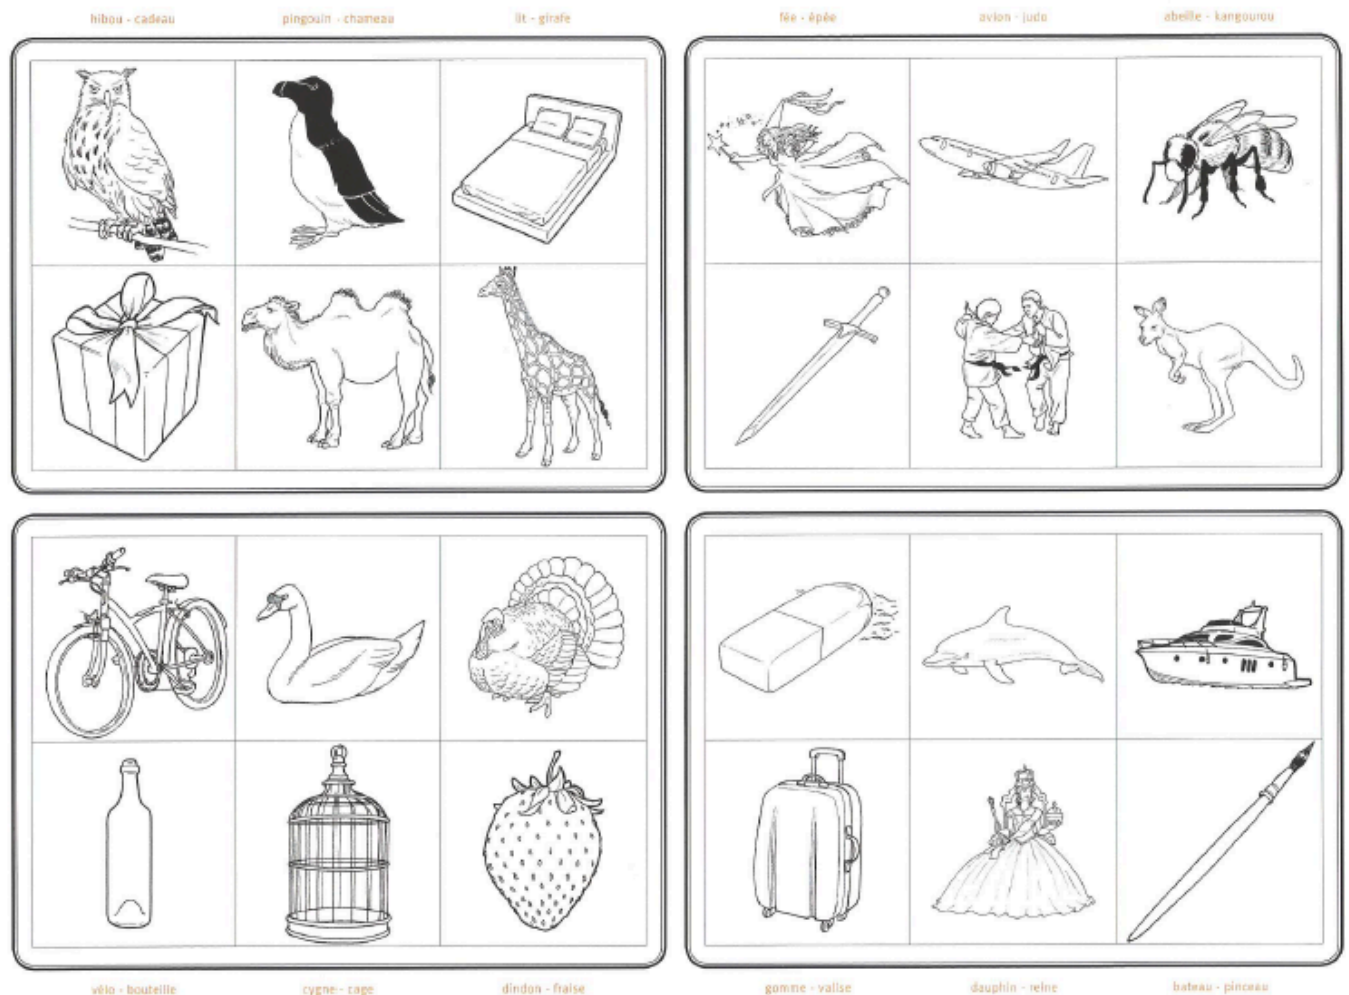 hibou - cadeau
pingouin - chameau
lit - girafe
fée - épée
avion - judo
abeille - kangourou
vélo - bouteille
cygne - cage
dindon - fraise
gomme - valise
dauphin - reine
bateau - pinceau